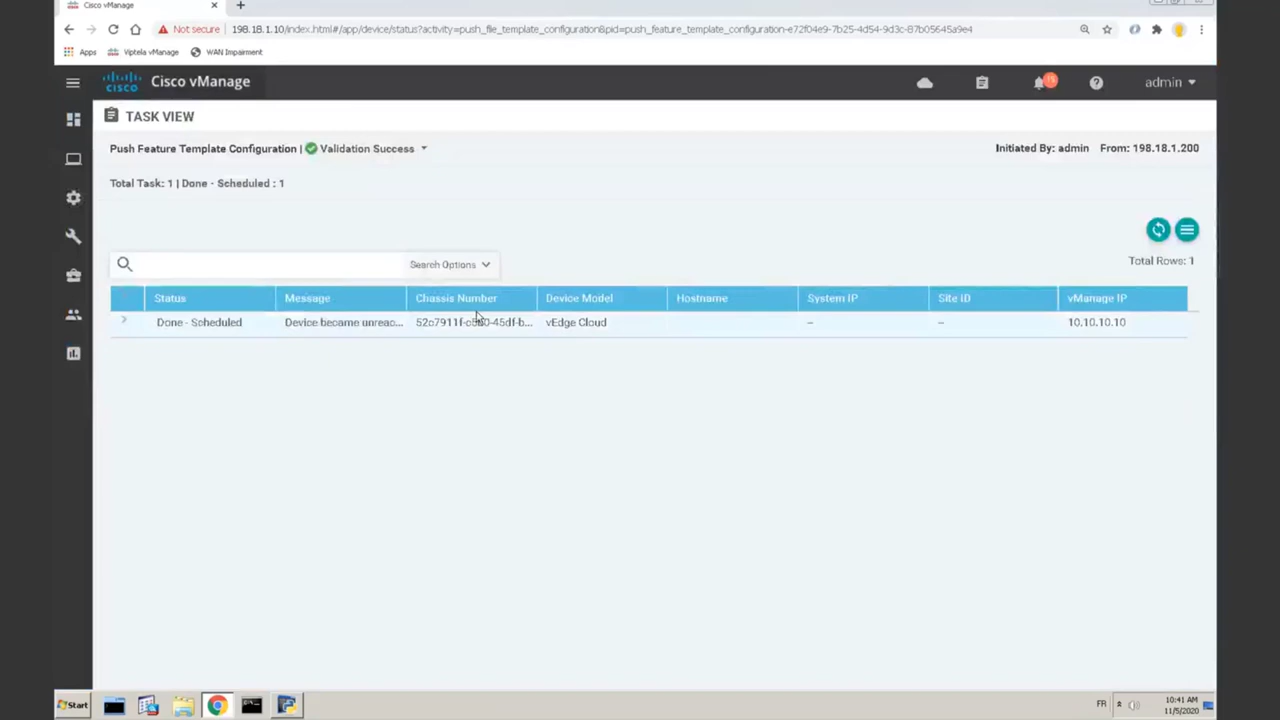 Cisco vManage
Not secure | 198.18.1.10/index.html#/app/device/status?activity=push_file_template_configuration&pid=push_feature_template_configuration-e72f04e9-7b25-4d54-9d3c-87b05645a9e4
Apps Viptela vManage WAN Impairment
CISCO Cisco vManage admin
TASK VIEW
Push Feature Template Configuration | Validation Success Initiated By: admin From: 198.18.1.200
Total Task: 1 | Done - Scheduled : 1
Search Options Total Rows: 1
Status Message Chassis Number Device Model Hostname System IP Site ID vManage IP
Done - Scheduled Device became unreac... vEdge Cloud -- -- 10.10.10.10
Start FR 10:41 AM
11/5/2020